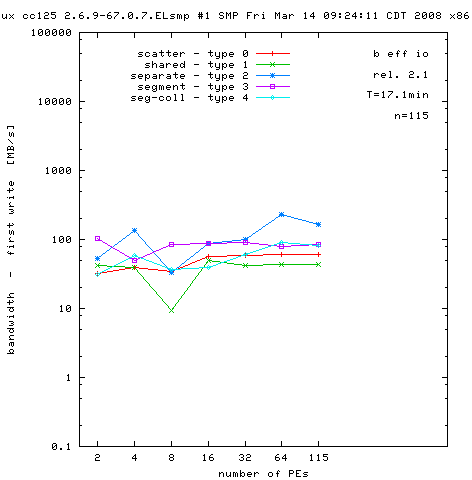 ux cc125 2.6.9-67.0.7.ELsmp #1 SMP Fri Mar 14 09:24:11 CDT 2008 x86
100000
scatter - type 0
b eff io
shared - type 1
separate - type 2
rel. 2.1
segment - type 3
T=17.1min
seg-coll - type 4
10000
n=115
1000
100
10
1
0.1
bandwidth - first write [MB/s]
2 4 8 16 32 64 115
number of PEs